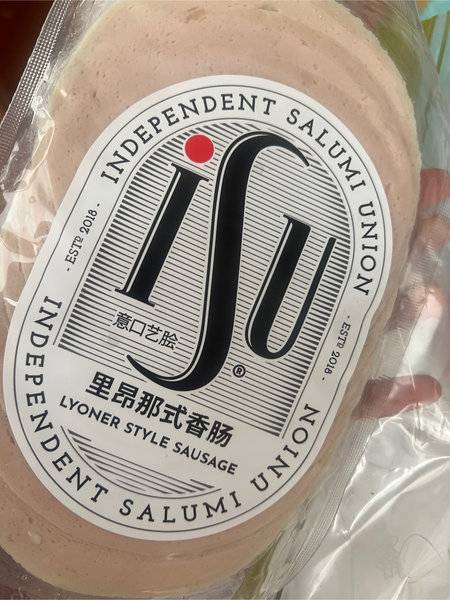 INDEPENDENT SALUMI UNION
- ESTD 2018 -
iSU
- ESTD 2018 -
意口艺脍
®
里昂那式香肠
LYONER STYLE SAUSAGE
INDEPENDENT SALUMI UNION